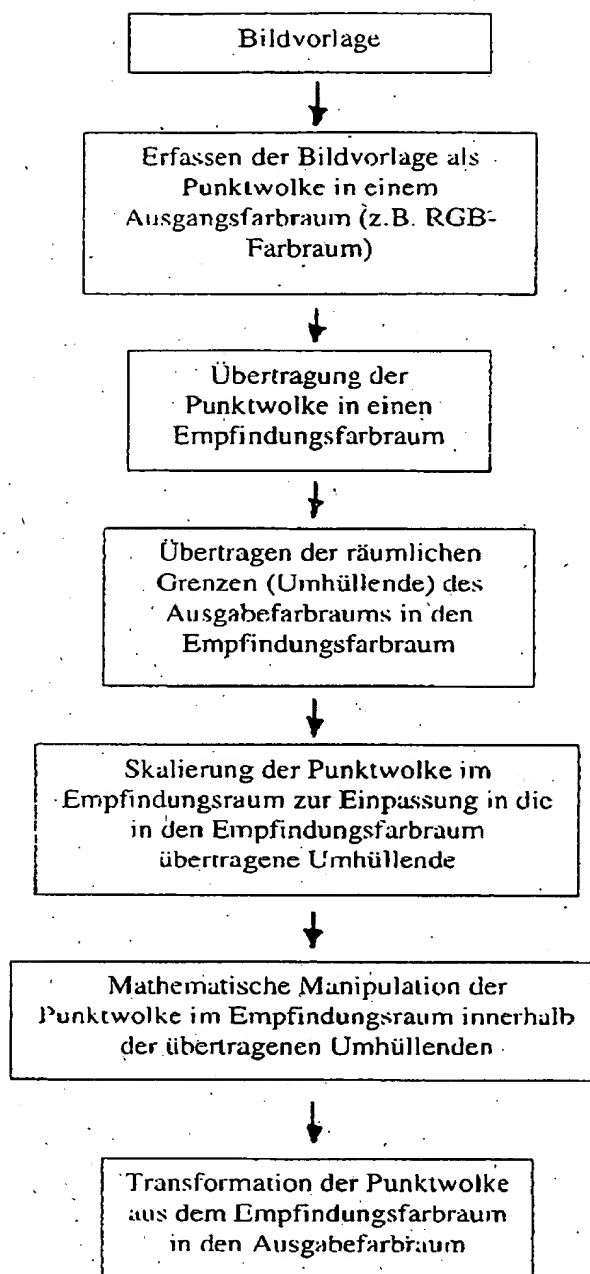 Bildvorlage
Erfassen der Bildvorlage als
Punktwolke in einem
Ausgangsfarbraum (z.B. RGB-
Farbraum)
Übertragung der
Punktwolke in einen
Empfindungsfarbraum
Übertragen der räumlichen
Grenzen (Umhüllende) des
Ausgabefarbraums in den
Empfindungsfarbraum
Skalierung der Punktwolke im
Empfindungsraum zur Einpassung in die
in den Empfindungsfarbraum
übertragene Umhüllende
Mathematische Manipulation der
Punktwolke im Empfindungsraum innerhalb
der übertragenen Umhüllenden
Transformation der Punktwolke
aus dem Empfindungsfarbraum
in den Ausgabefarbraum